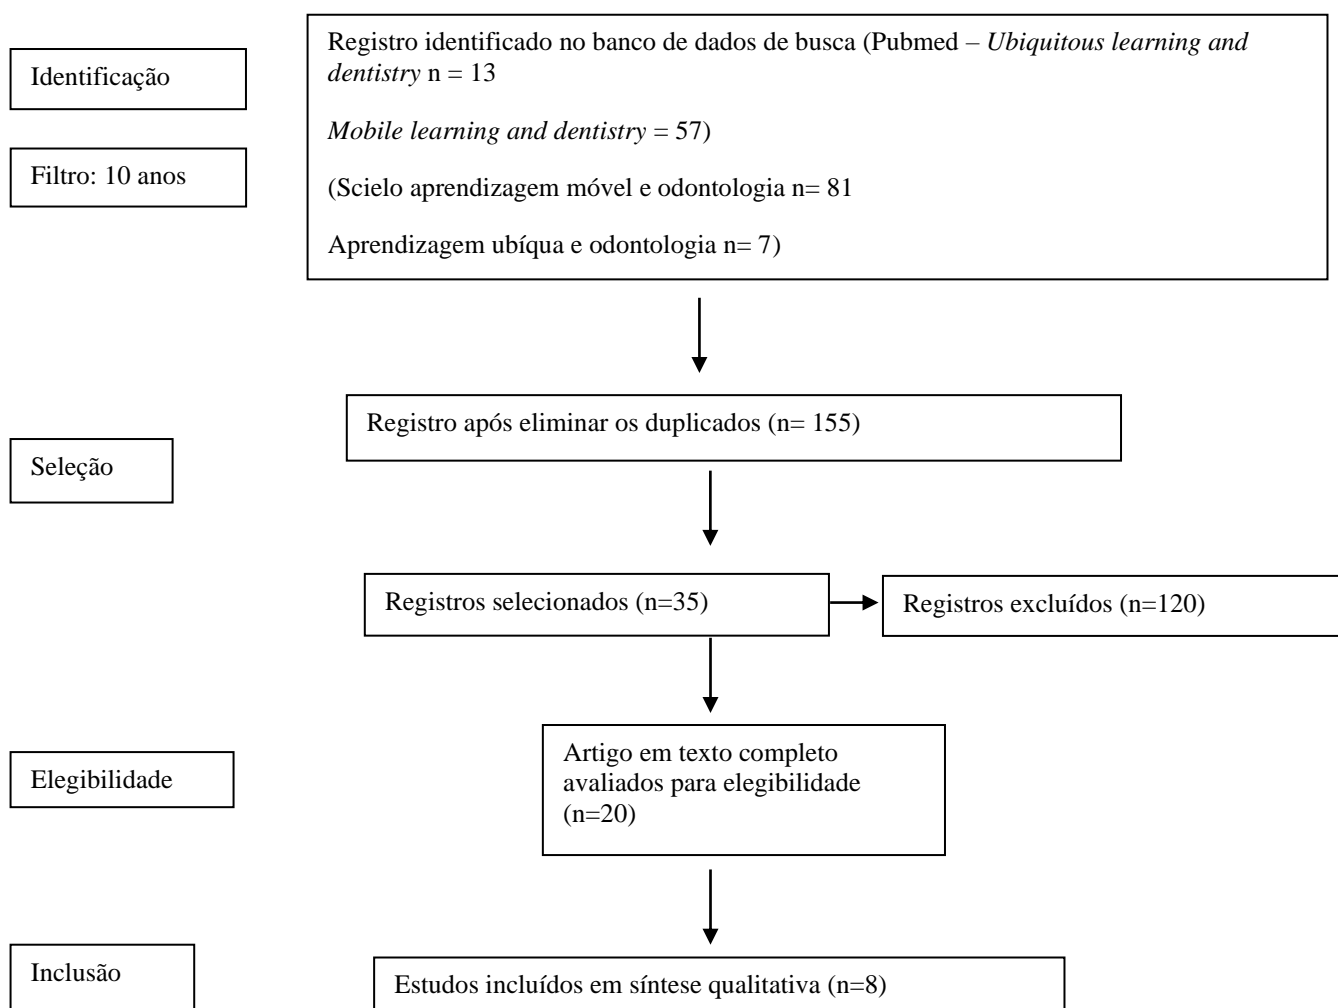 Identificação
Registro identificado no banco de dados de busca (Pubmed – Ubiquitous learning and
dentistry n = 13
Mobile learning and dentistry = 57)
Filtro: 10 anos
(Scielo aprendizagem móvel e odontologia n= 81
Aprendizagem ubíqua e odontologia n= 7)
Registro após eliminar os duplicados (n= 155)
Seleção
Registros selecionados (n=35)
Registros excluídos (n=120)
Elegibilidade
Artigo em texto completo
avaliados para elegibilidade
(n=20)
Inclusão
Estudos incluídos em síntese qualitativa (n=8)